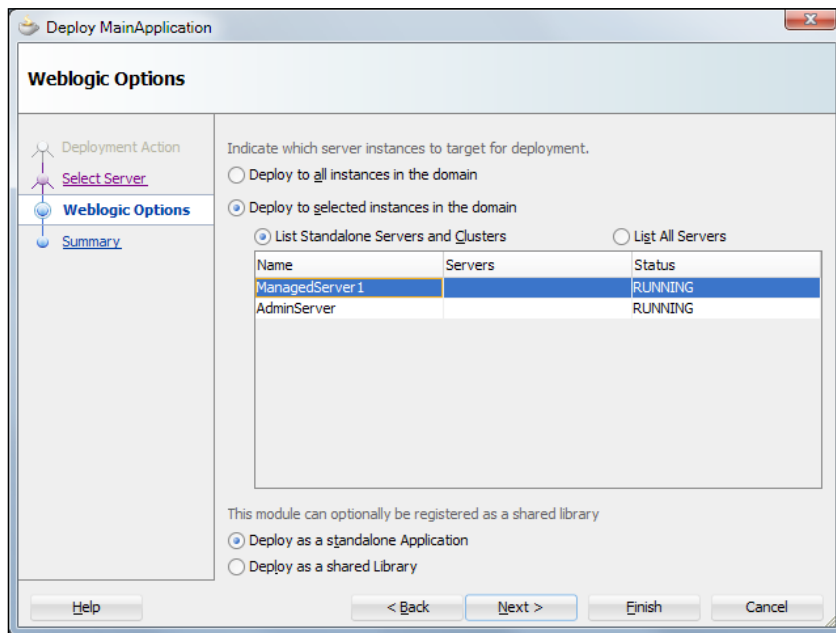 Deploy MainApplication
Weblogic Options
Deployment Action
Select Server
Weblogic Options
Summary
Indicate which server instances to target for deployment.
Deploy to all instances in the domain
Deploy to selected instances in the domain
List Standalone Servers and Clusters List All Servers
Name Servers Status
ManagedServer1 RUNNING
AdminServer RUNNING
This module can optionally be registered as a shared library
Deploy as a standalone Application
Deploy as a shared Library
Help < Back Next > Finish Cancel